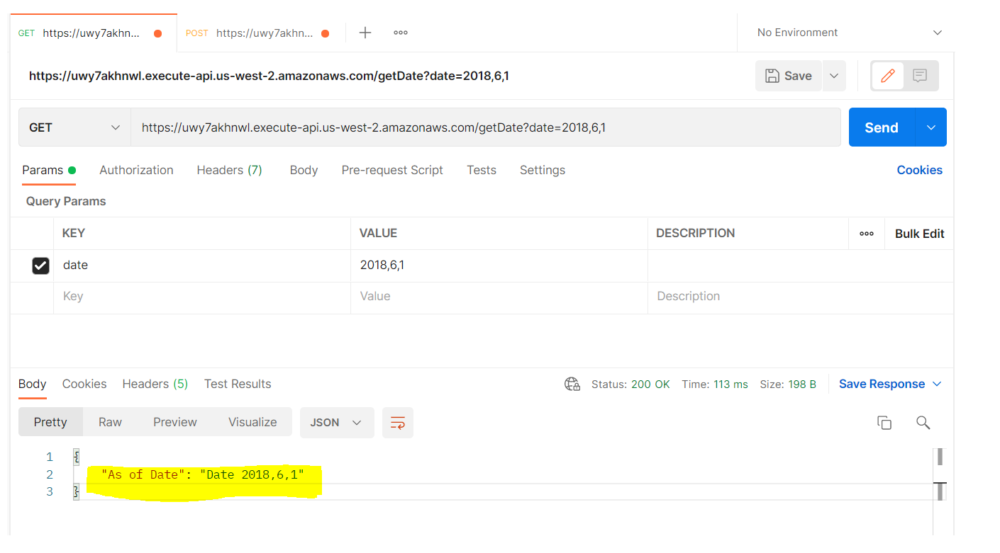 GET https://uwy7akhn... POST https://uwy7akhn... No Environment
https://uwy7akhnwl.execute-api.us-west-2.amazonaws.com/getDate?date=2018,6,1 Save
GET https://uwy7akhnwl.execute-api.us-west-2.amazonaws.com/getDate?date=2018,6,1 Send
Params Authorization Headers (7) Body Pre-request Script Tests Settings Cookies
Query Params
KEY VALUE DESCRIPTION Bulk Edit
date 2018,6,1
Key Value Description
Body Cookies Headers (5) Test Results Status: 200 OK Time: 113 ms Size: 198 B Save Response
Pretty Raw Preview Visualize JSON
1 {
2 "As of Date": "Date 2018,6,1"
3 }